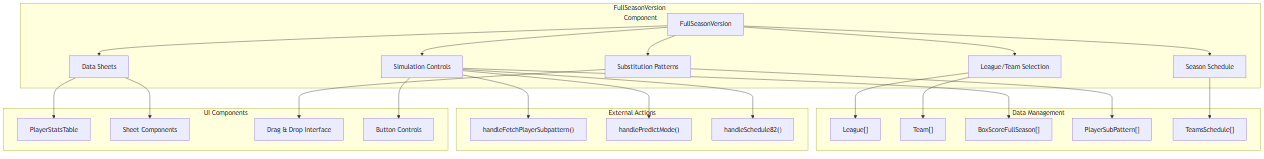 FullSeasonVersion
Component
FullSeasonVersion
Data Sheets
Simulation Controls
Substitution Patterns
League/Team Selection
Season Schedule
UI Components
External Actions
Data Management
PlayerStatsTable
Sheet Components
Drag & Drop Interface
Button Controls
handleFetchPlayerSubpattern()
handlePredictMode()
handleSchedule82()
League[]
Team[]
BoxScoreFullSeason[]
PlayerSubPattern[]
TeamsSchedule[]